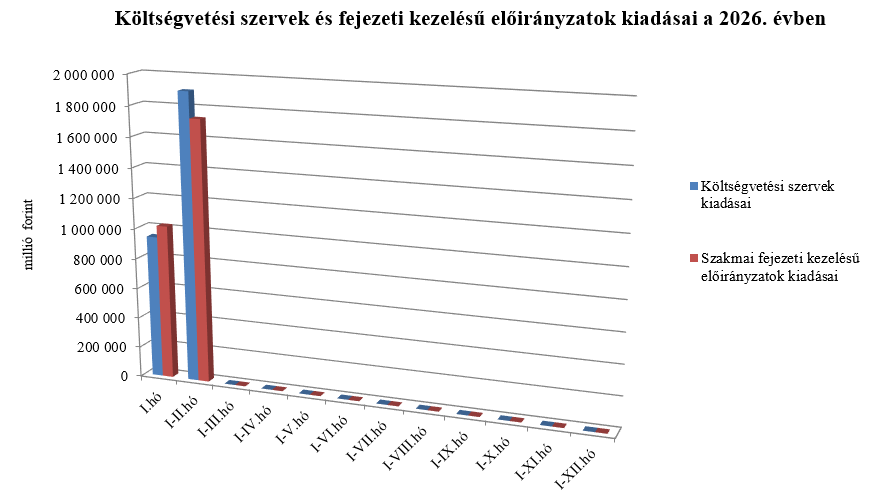 Költségvetési szervek és fejezeti kezelésű előirányzatok kiadásai a 2026. évben
millió forint
2 000 000
1 800 000
1 600 000
1 400 000
1 200 000
1 000 000
800 000
600 000
400 000
200 000
0
I.hó
I-II.hó
I-III.hó
I-IV.hó
I-V.hó
I-VI.hó
I-VII.hó
I-VIII.hó
I-IX.hó
I-X.hó
I-XI.hó
I-XII.hó
Költségvetési szervek
kiadásai
Szakmai fejezeti kezelésű
előirányzatok kiadásai